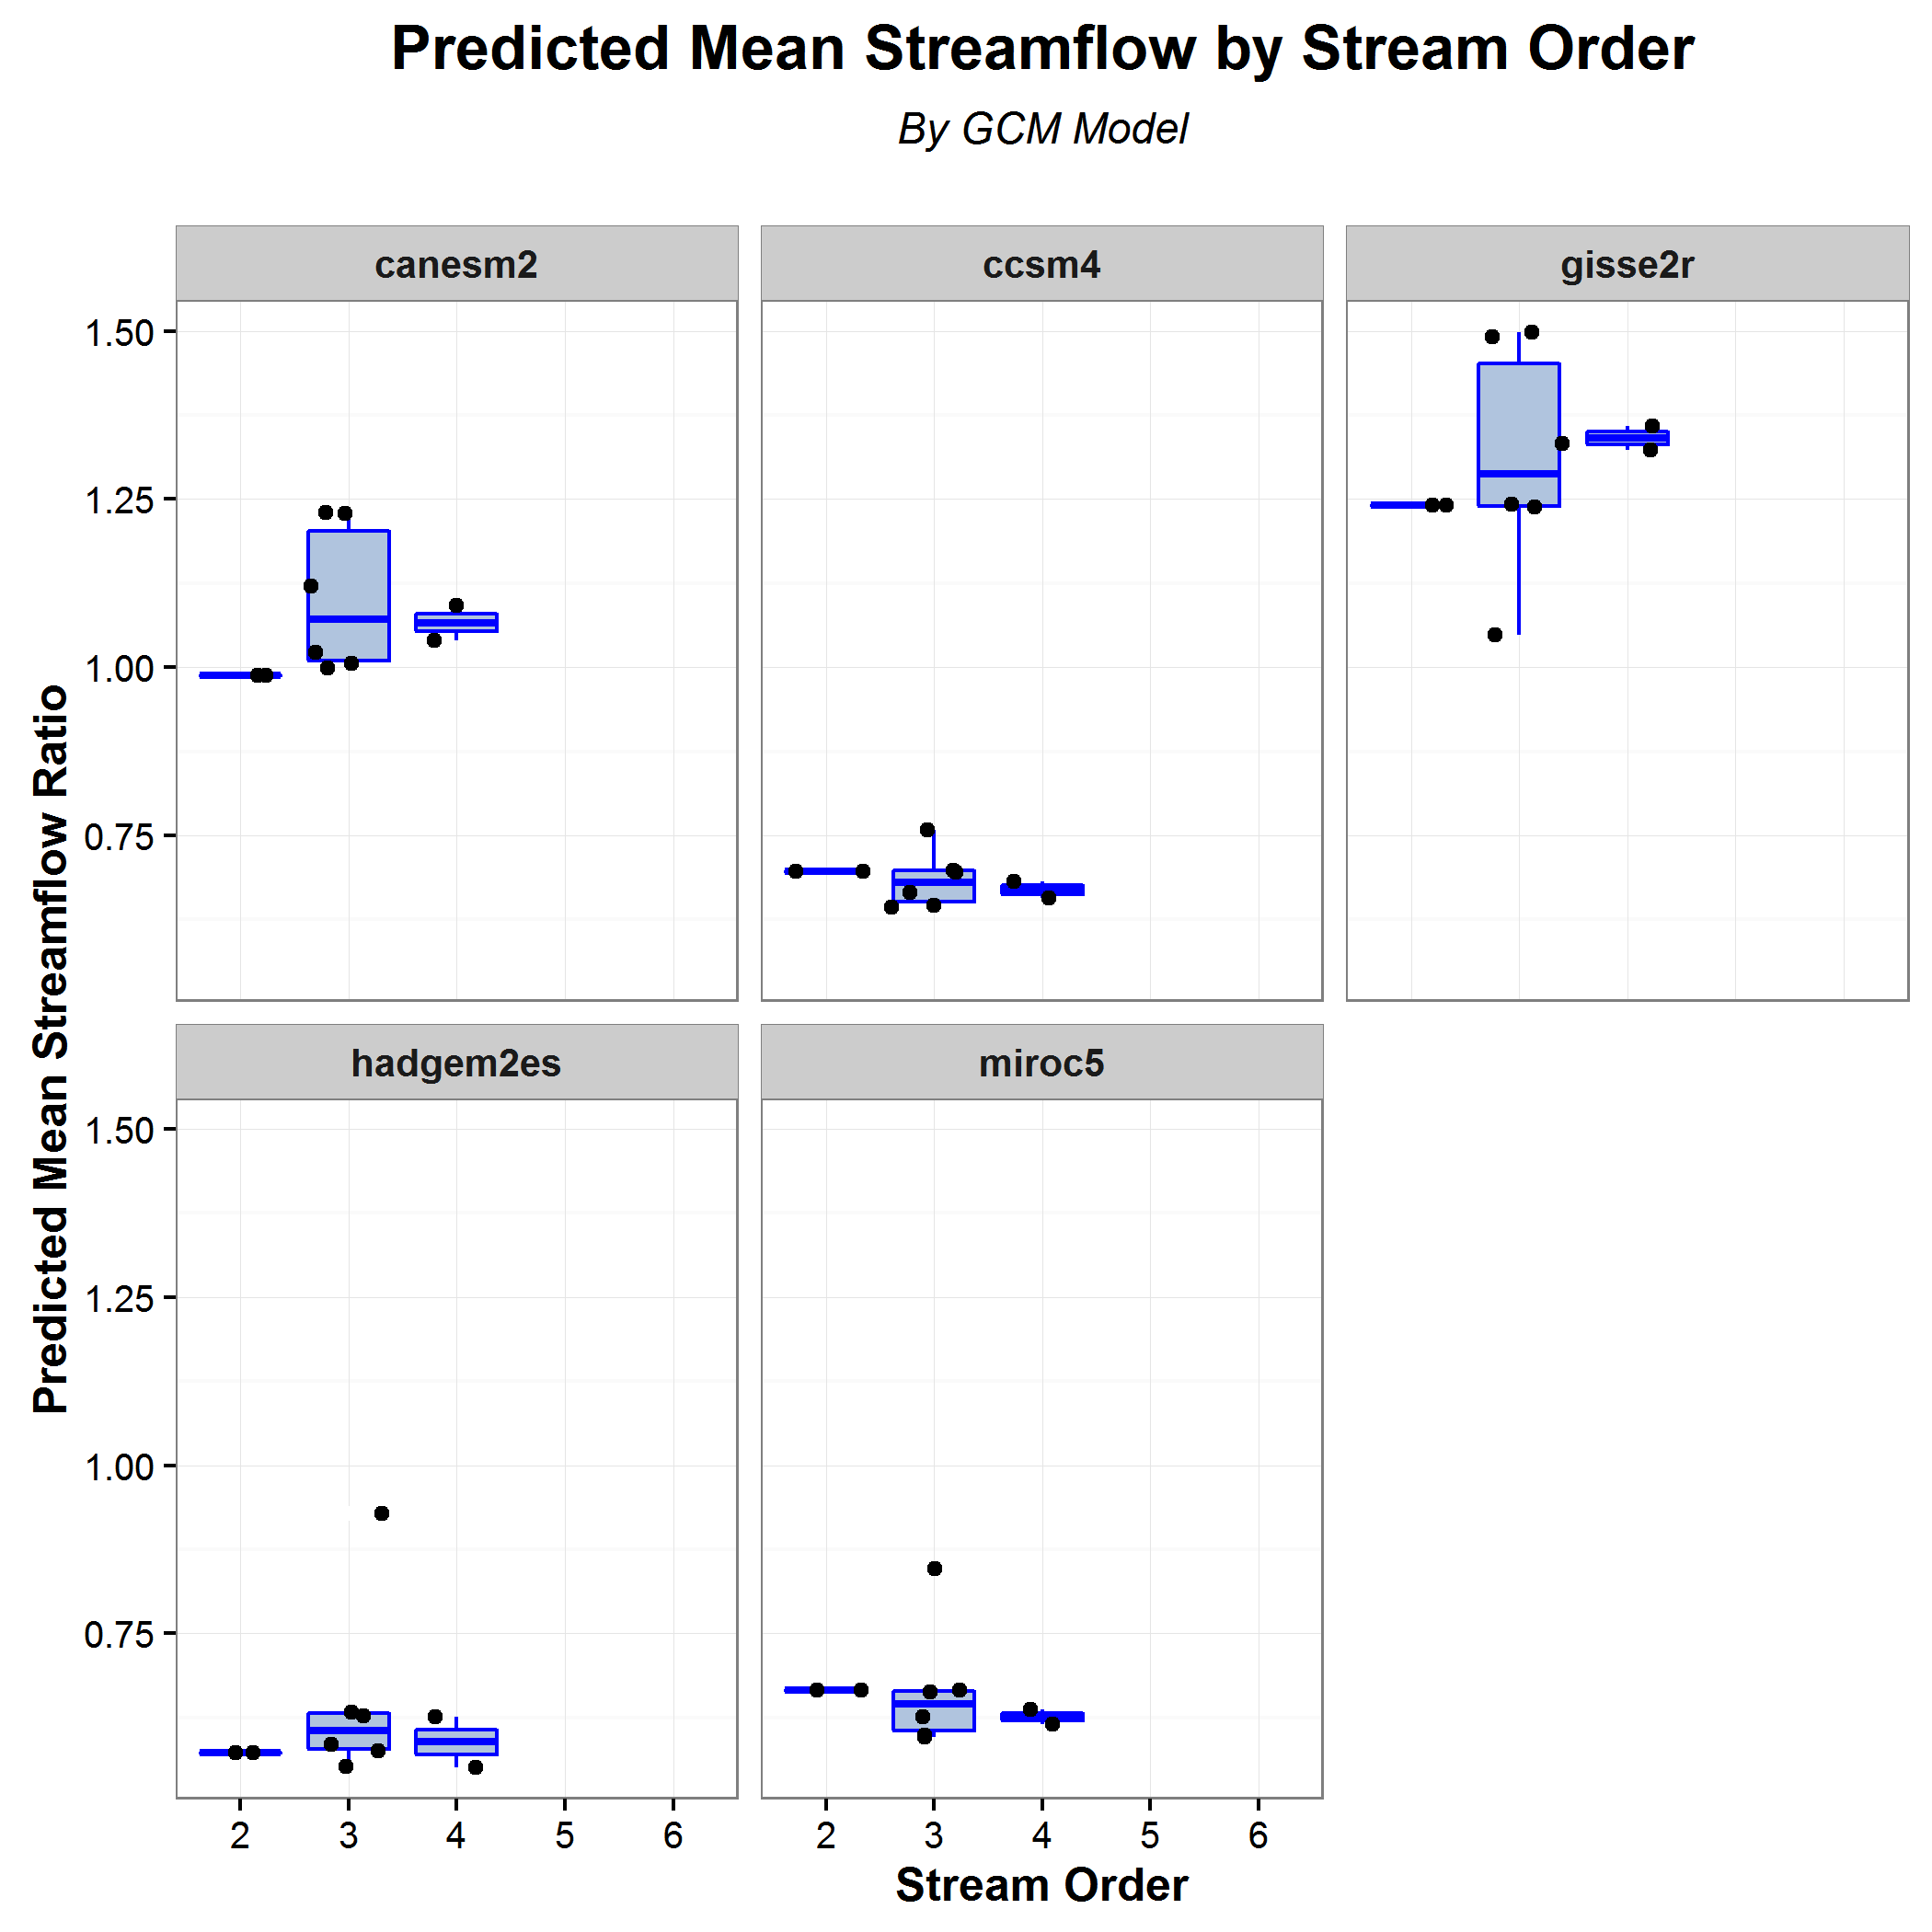 Predicted Mean Streamflow by Stream Order
By GCM Model
canesm2
ccsm4
gisse2r
1.50
1.25
1.00
0.75
hadgem2es
miroc5
1.50
1.25
1.00
0.75
Predicted Mean Streamflow Ratio
2 3 4 5 6
2 3 4 5 6
Stream Order